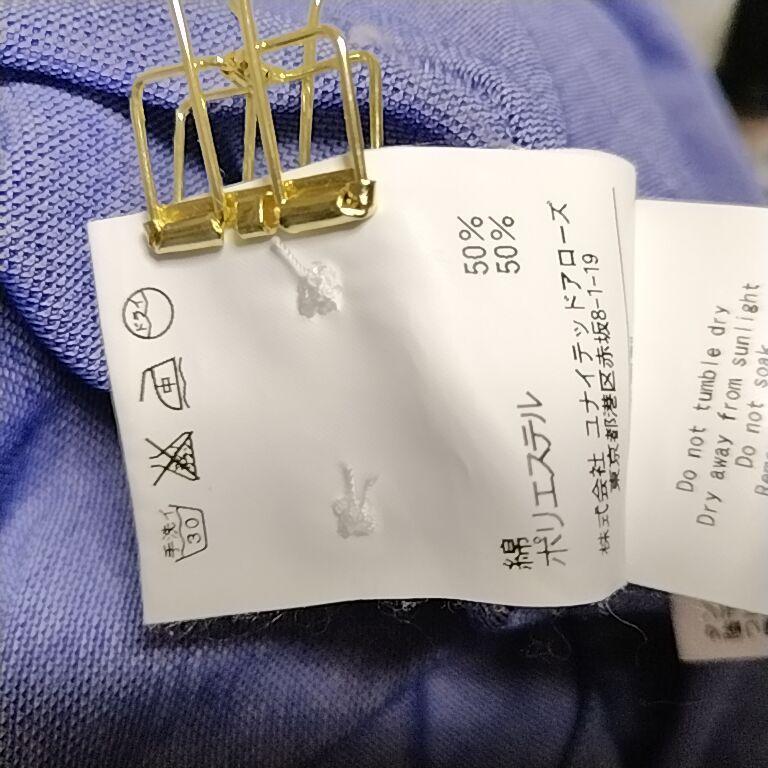 手洗イ
30
中
ドライ
綿 50%
ポリエステル 50%
株式会社 ユナイテッドアローズ
東京都港区赤坂8-1-19
Do not tumble dry
Dry away from sunlight
Do not soak